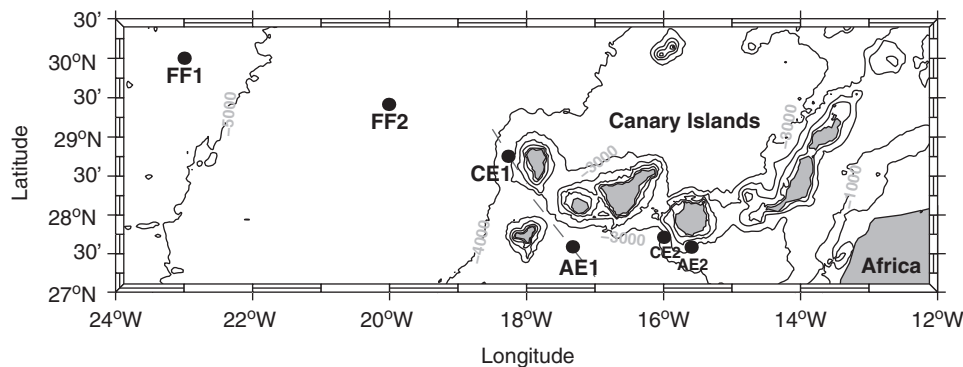 30'
30°N
30'
29°N
30'
28°N
30'
27°N
Latitude
24°W 22°W 20°W 18°W 16°W 14°W 12°W
Longitude
FF1
FF2
CE1
AE1
CE2
AE2
Canary Islands
Africa
−5000
−4000
−3000
−3000
−3000
−1000